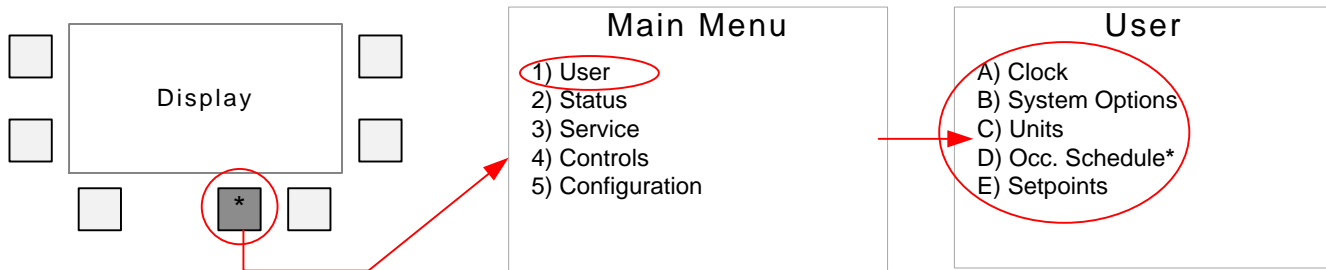 Display
*
Main Menu
1) User
2) Status
3) Service
4) Controls
5) Configuration
User
A) Clock
B) System Options
C) Units
D) Occ. Schedule*
E) Setpoints